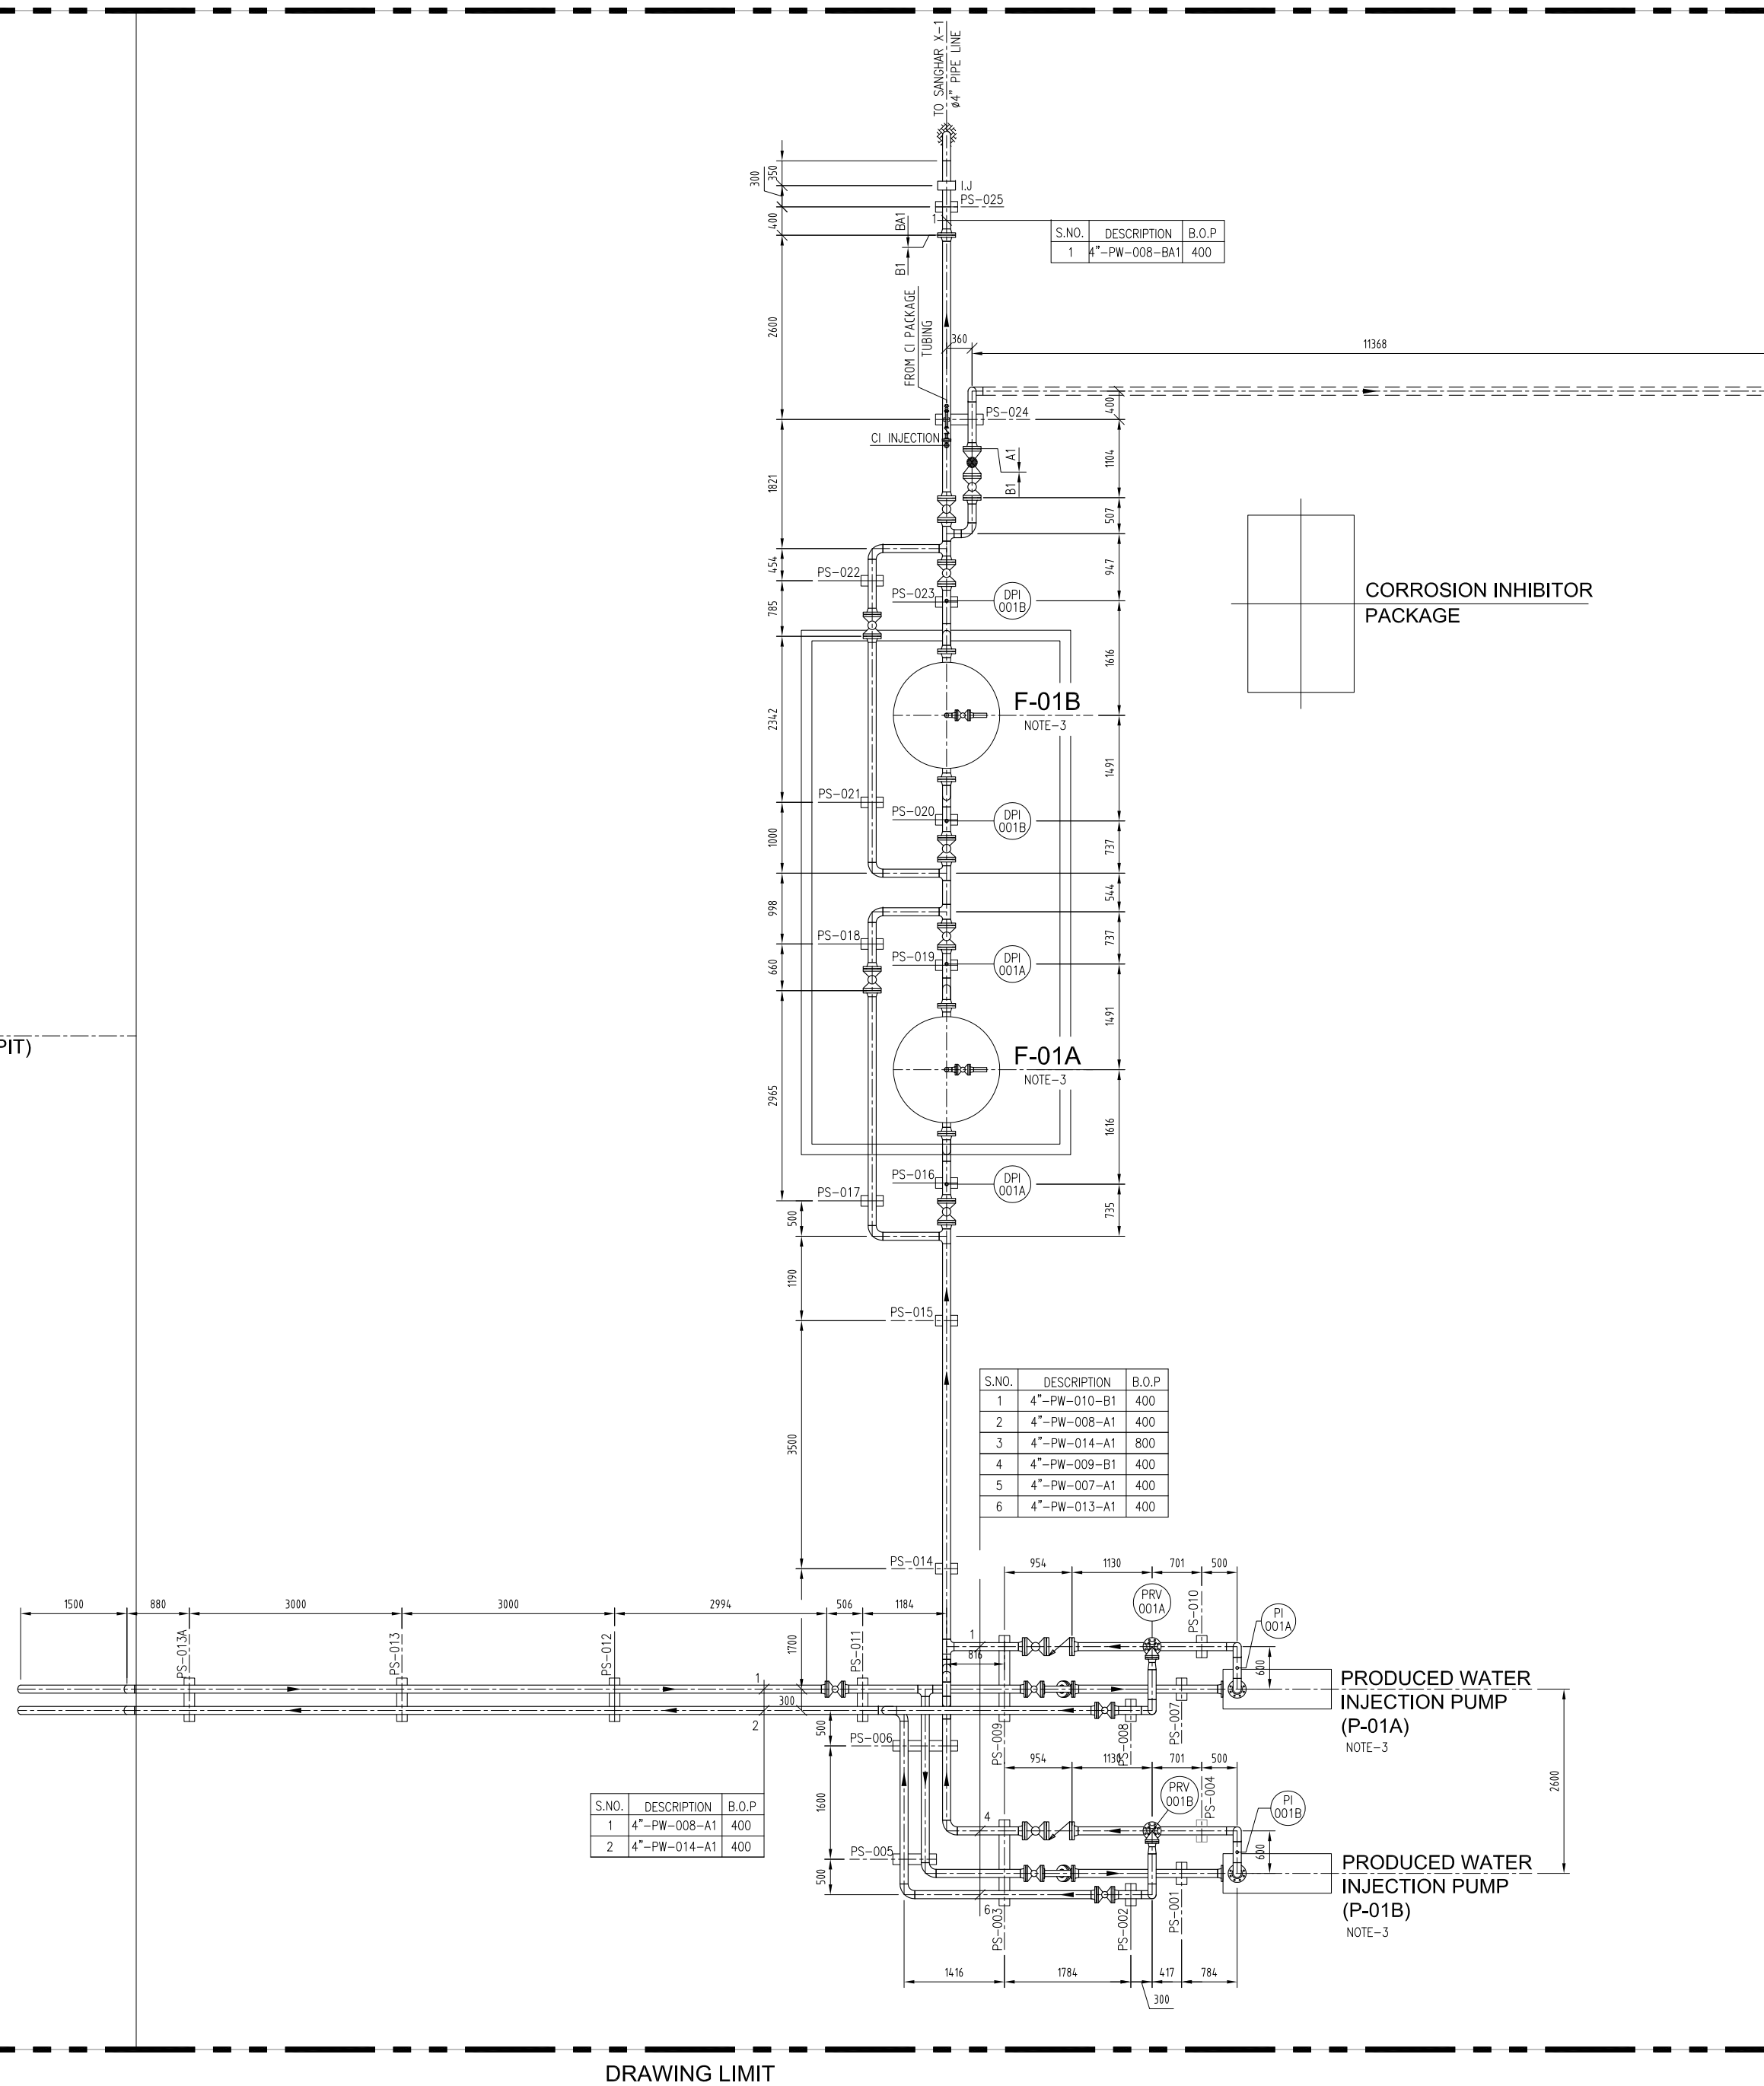 TO SANGHAR X-1
ø4" PIPE LINE
300
350
I.J
PS-025
400
1
BA1
B1
S.NO. DESCRIPTION B.O.P
1 4"-PW-008-BA1 400
2600
FROM CI PACKAGE
TUBING
360
11368
PS-024
400
CI INJECTION
A1
B1
1104
1821
507
454
947
PS-022
PS-023
DPI
001B
785
CORROSION INHIBITOR
PACKAGE
1616
F-01B
NOTE-3
2342
1491
PS-021
PS-020
DPI
001B
1000
737
544
998
PS-018
737
PS-019
DPI
001A
660
1491
PIT)
F-01A
NOTE-3
2965
1616
PS-016
DPI
001A
PS-017
500
735
1190
PS-015
S.NO. DESCRIPTION B.O.P
1 4"-PW-010-B1 400
2 4"-PW-008-A1 400
3 4"-PW-014-A1 800
4 4"-PW-009-B1 400
5 4"-PW-007-A1 400
6 4"-PW-013-A1 400
3500
PS-014
954 1130 701 500
PRV
001A
PS-010
PI
001A
1500 880 3000 3000 2994 506 1184
PS-013A
PS-013
PS-012
PS-011
1700
1
816
600
1
300
2
PRODUCED WATER
INJECTION PUMP
(P-01A)
NOTE-3
500
PS-006
PS-009
PS-008
PS-007
954 1130 701 500
PRV
001B
PS-004
PI
001B
2600
S.NO. DESCRIPTION B.O.P
1 4"-PW-008-A1 400
2 4"-PW-014-A1 400
1600
4
600
PS-005
500
PRODUCED WATER
INJECTION PUMP
(P-01B)
NOTE-3
6
PS-003
PS-002
PS-001
1416 1784 417 784
300
DRAWING LIMIT